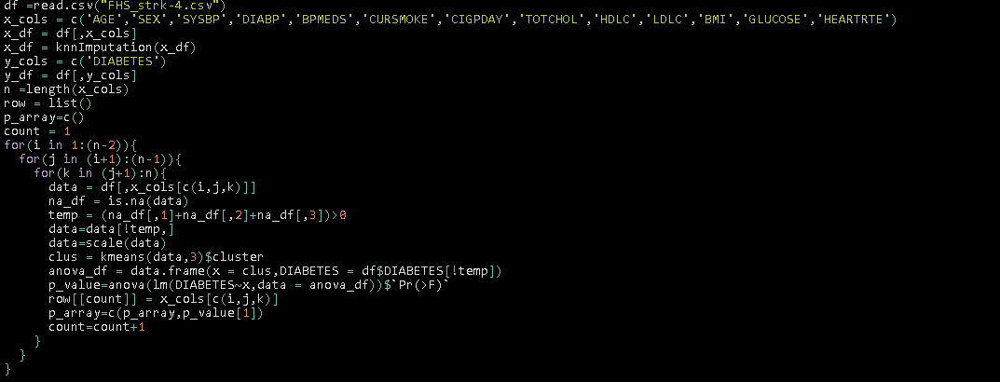 df =read.csv("FHS_strk-4.csv")
x_cols = c('AGE','SEX','SYSBP','DIABP','BPMEDS','CURSMOKE','CIGPDAY','TOTCHOL','HDLC','LDLC','BMI','GLUCOSE','HEARTRTE')
x_df = df[,x_cols]
x_df = knnImputation(x_df)
y_cols = c('DIABETES')
y_df = df[,y_cols]
n =length(x_cols)
row = list()
p_array=c()
count = 1
for(i in 1:(n-2)){
  for(j in (i+1):(n-1)){
    for(k in (j+1):n){
      data = df[,x_cols[c(i,j,k)]]
      na_df = is.na(data)
      temp = (na_df[,1]+na_df[,2]+na_df[,3])>0
      data=data[!temp,]
      data=scale(data)
      clus = kmeans(data,3)$cluster
      anova_df = data.frame(x = clus,DIABETES = df$DIABETES[!temp])
      p_value=anova(lm(DIABETES~x,data = anova_df))$`Pr(>F)`
      row[[count]] = x_cols[c(i,j,k)]
      p_array=c(p_array,p_value[1])
      count=count+1
    }
  }
}